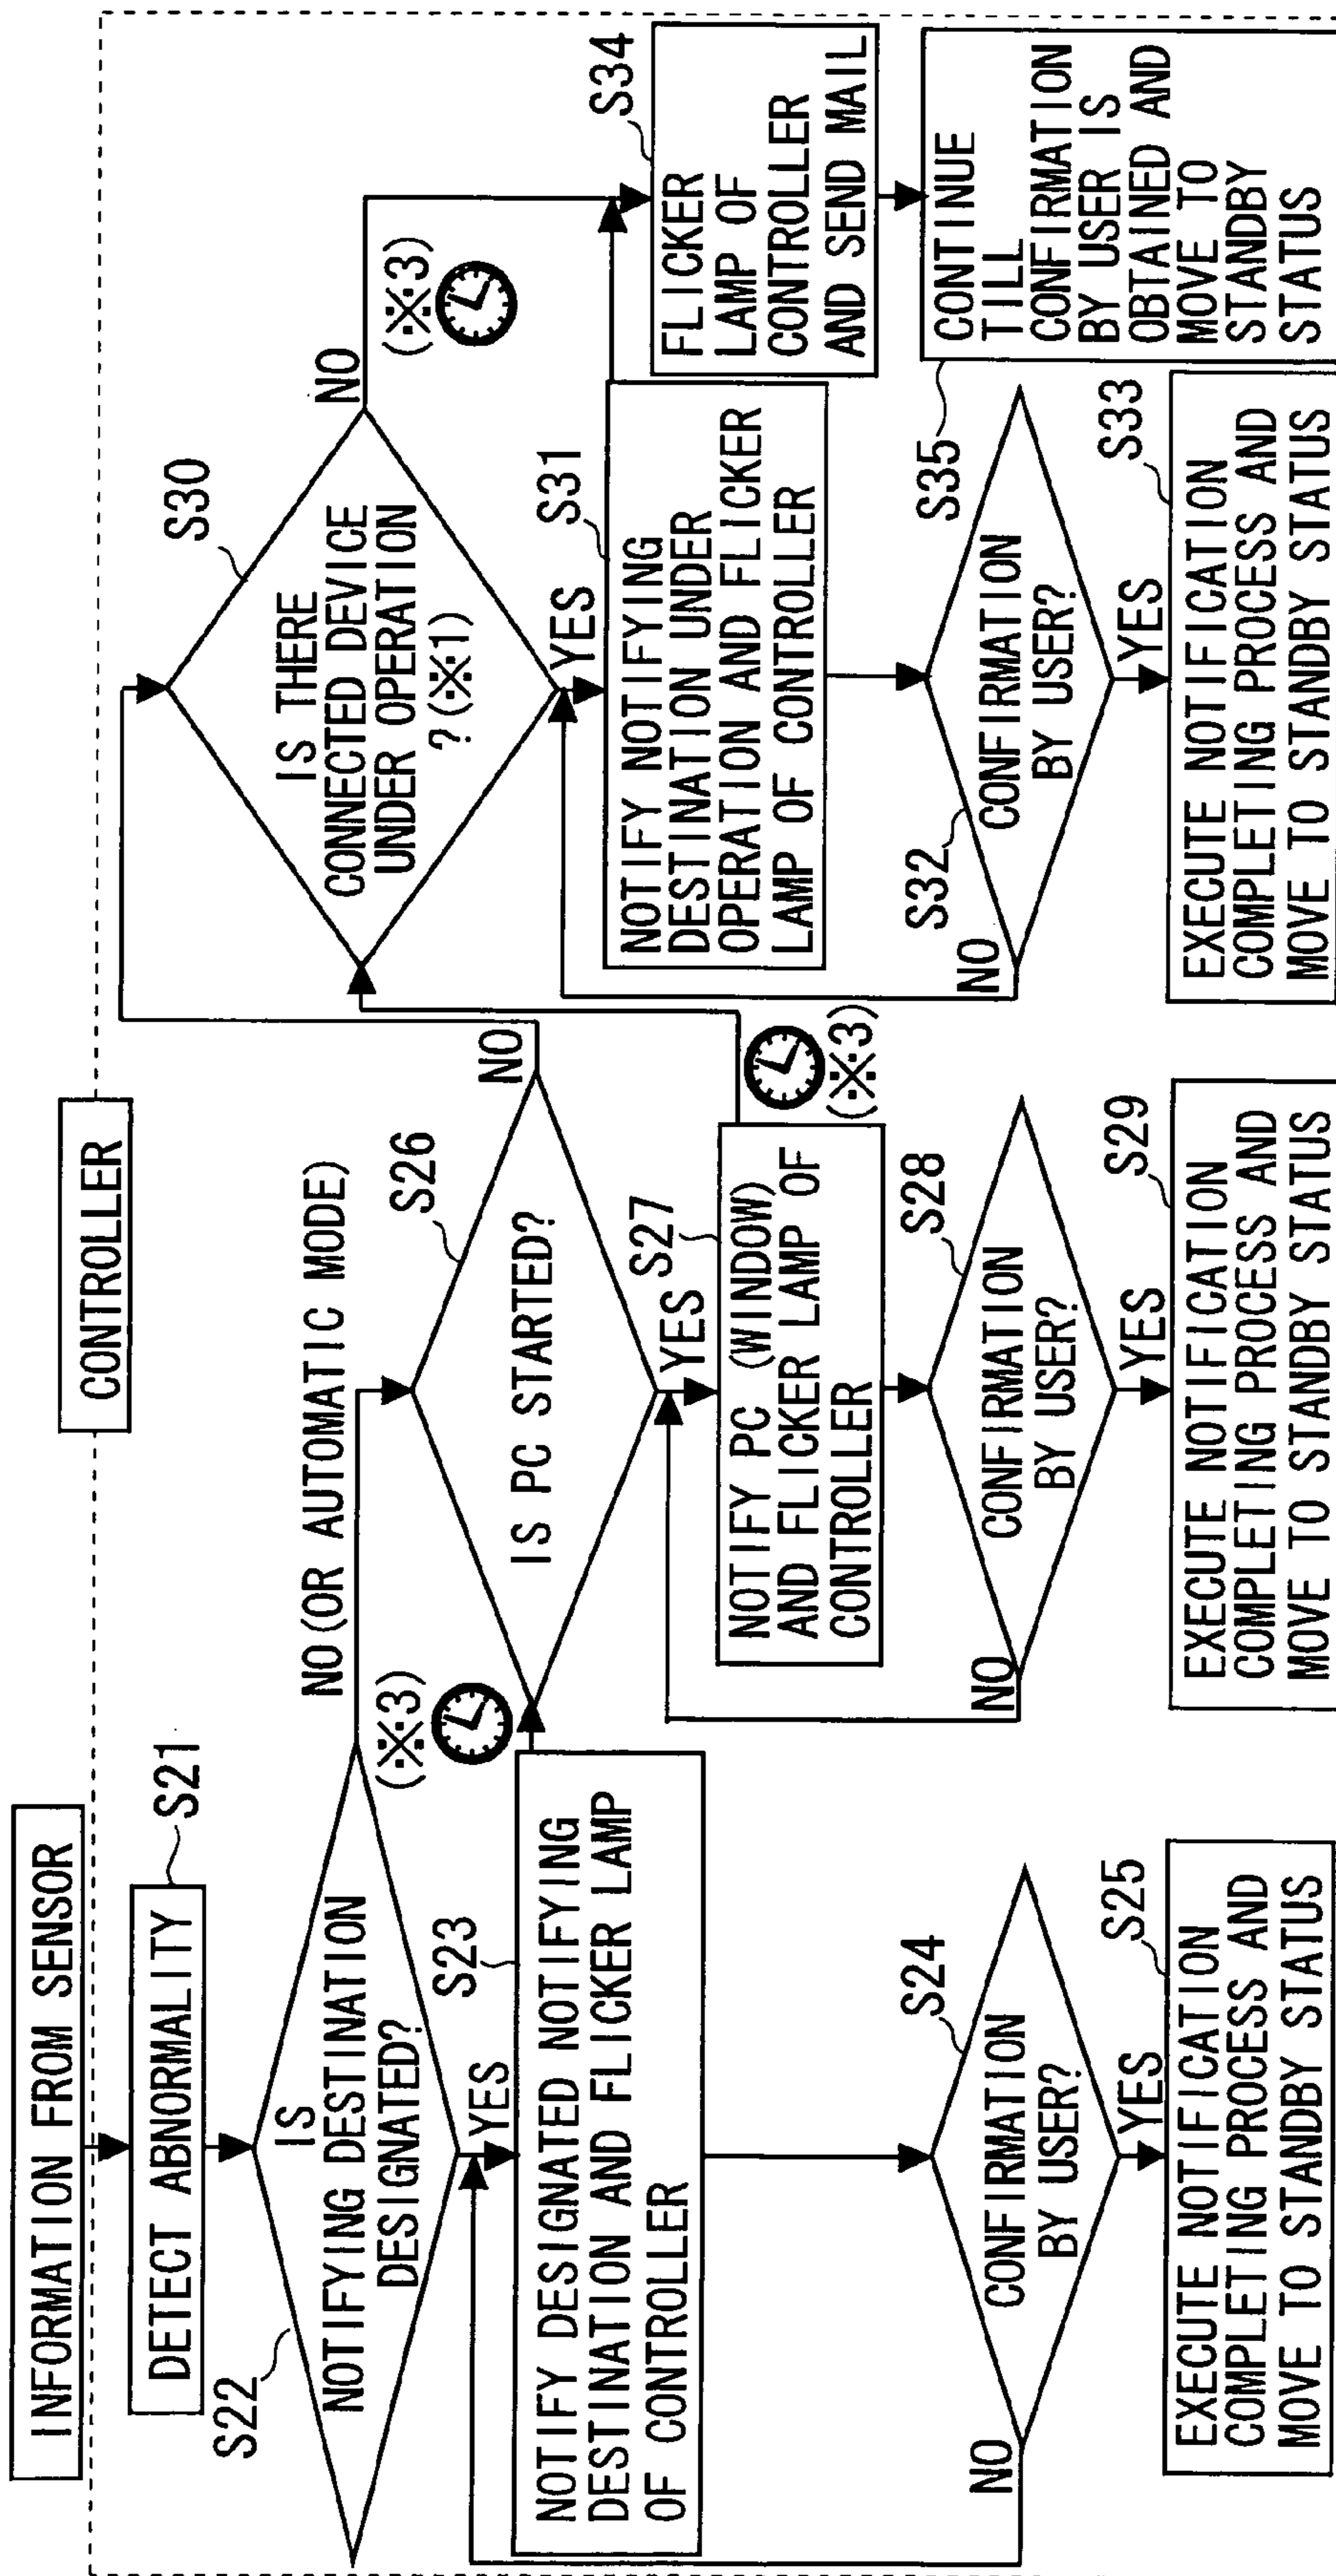 INFORMATION FROM SENSOR
CONTROLLER
DETECT ABNORMALITY
S21
S22
IS
NOTIFYING DESTINATION
DESIGNATED?
NO(OR AUTOMATIC MODE)
(※3)
YES
S23
NOTIFY DESIGNATED NOTIFYING
DESTINATION AND FLICKER LAMP
OF CONTROLLER
S24
CONFIRMATION
BY USER?
NO
YES
S25
EXECUTE NOTIFICATION
COMPLETING PROCESS AND
MOVE TO STANDBY STATUS
S26
IS PC STARTED?
NO
YES
S27
NOTIFY PC (WINDOW)
AND FLICKER LAMP OF
CONTROLLER
(※3)
S28
CONFIRMATION
BY USER?
NO
YES
S29
EXECUTE NOTIFICATION
COMPLETING PROCESS AND
MOVE TO STANDBY STATUS
S30
IS THERE
CONNECTED DEVICE
UNDER OPERATION
?(※1)
NO
(※3)
YES
S31
NOTIFY NOTIFYING
DESTINATION UNDER
OPERATION AND FLICKER
LAMP OF CONTROLLER
S32
CONFIRMATION
BY USER?
NO
YES
S33
EXECUTE NOTIFICATION
COMPLETING PROCESS AND
MOVE TO STANDBY STATUS
S34
FLICKER
LAMP OF
CONTROLLER
AND SEND MAIL
S35
CONTINUE
TILL
CONFIRMATION
BY USER IS
OBTAINED AND
MOVE TO
STANDBY
STATUS